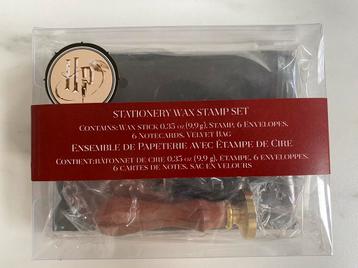 HP
STATIONERY WAX STAMP SET
CONTAINS: WAX STICK 0.35 OZ (9.9 G), STAMP, 6 ENVELOPES,
6 NOTECARDS, VELVET BAG
ENSEMBLE DE PAPETERIE AVEC ÉTAMPE DE CIRE
CONTIENT: BÂTONNET DE CIRE 0.35 OZ (9.9 G), ÉTAMPE, 6 ENVELOPPES,
6 CARTES DE NOTES, SAC EN VELOURS